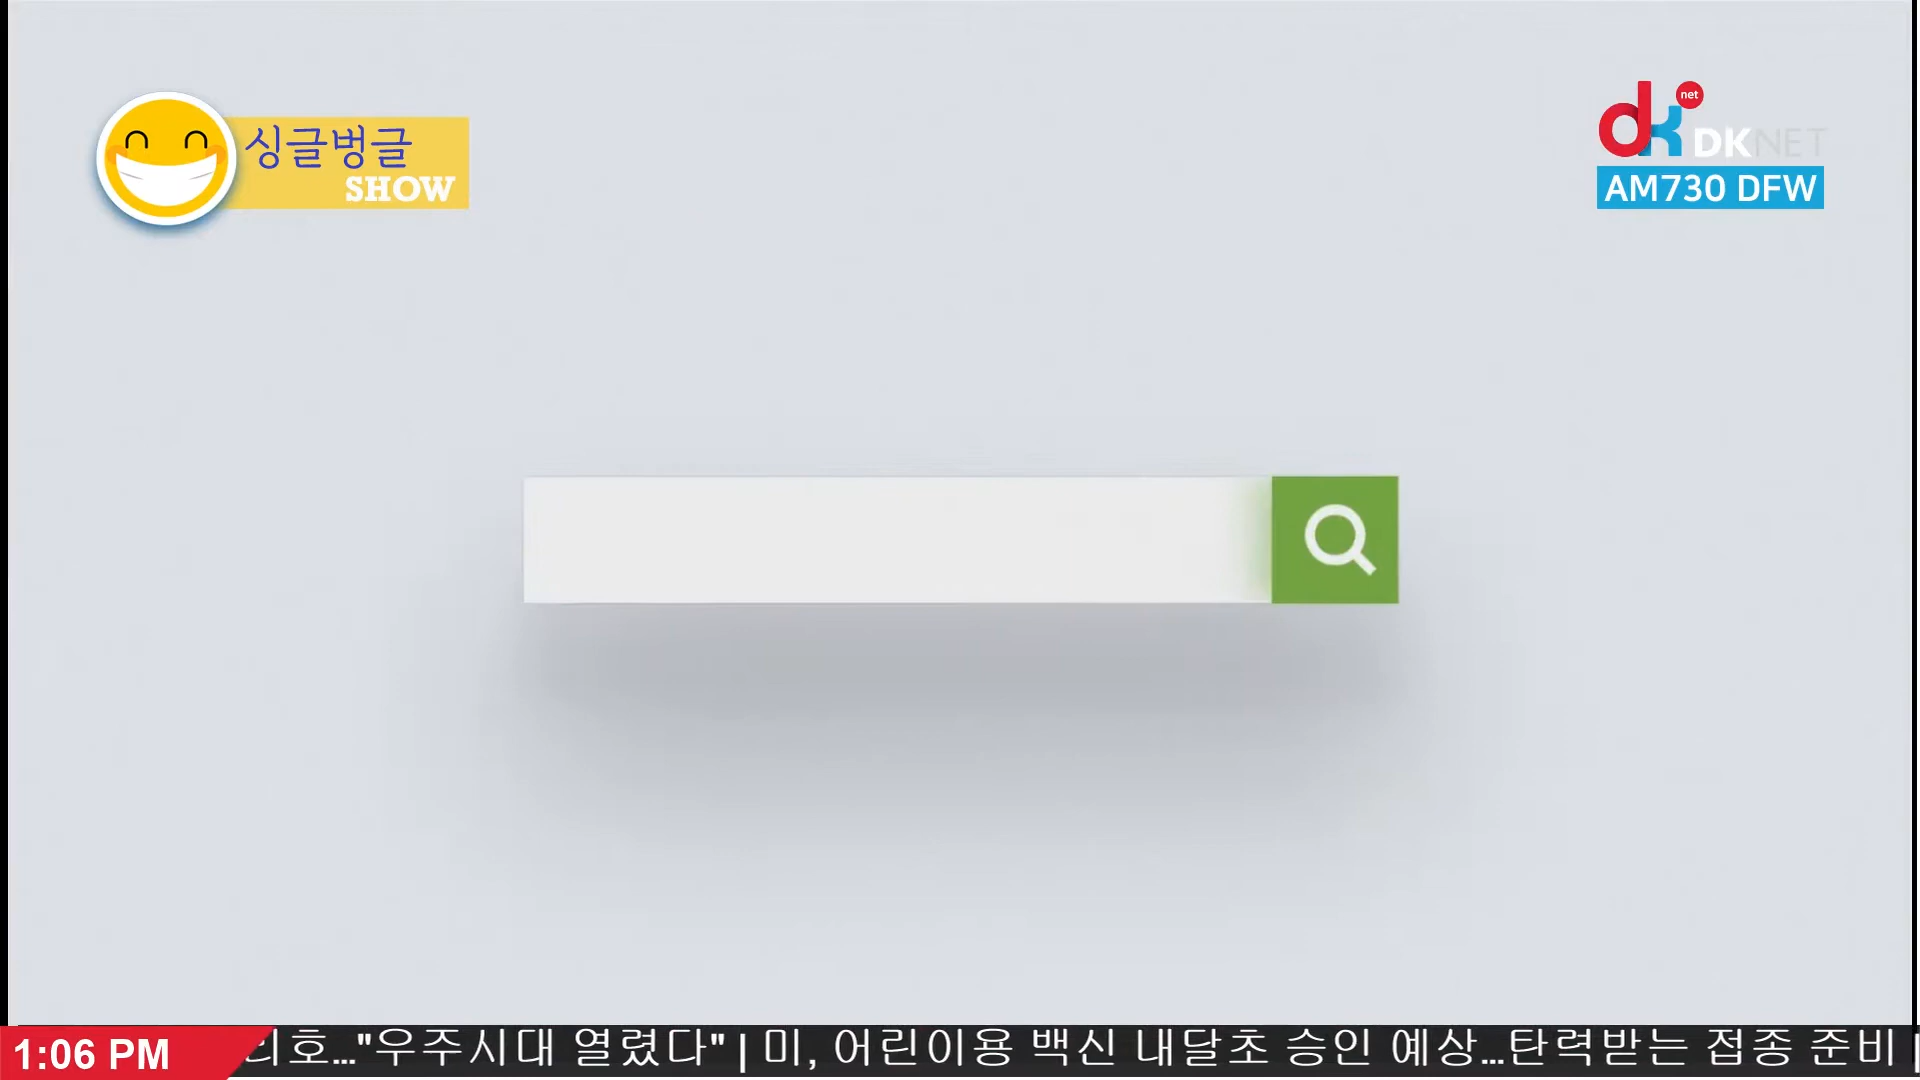 싱글벙글
SHOW
dk net
DKNET
AM730 DFW
1:06 PM
리호..."우주시대 열렸다" | 미, 어린이용 백신 내달초 승인 예상...탄력받는 접종 준비 |